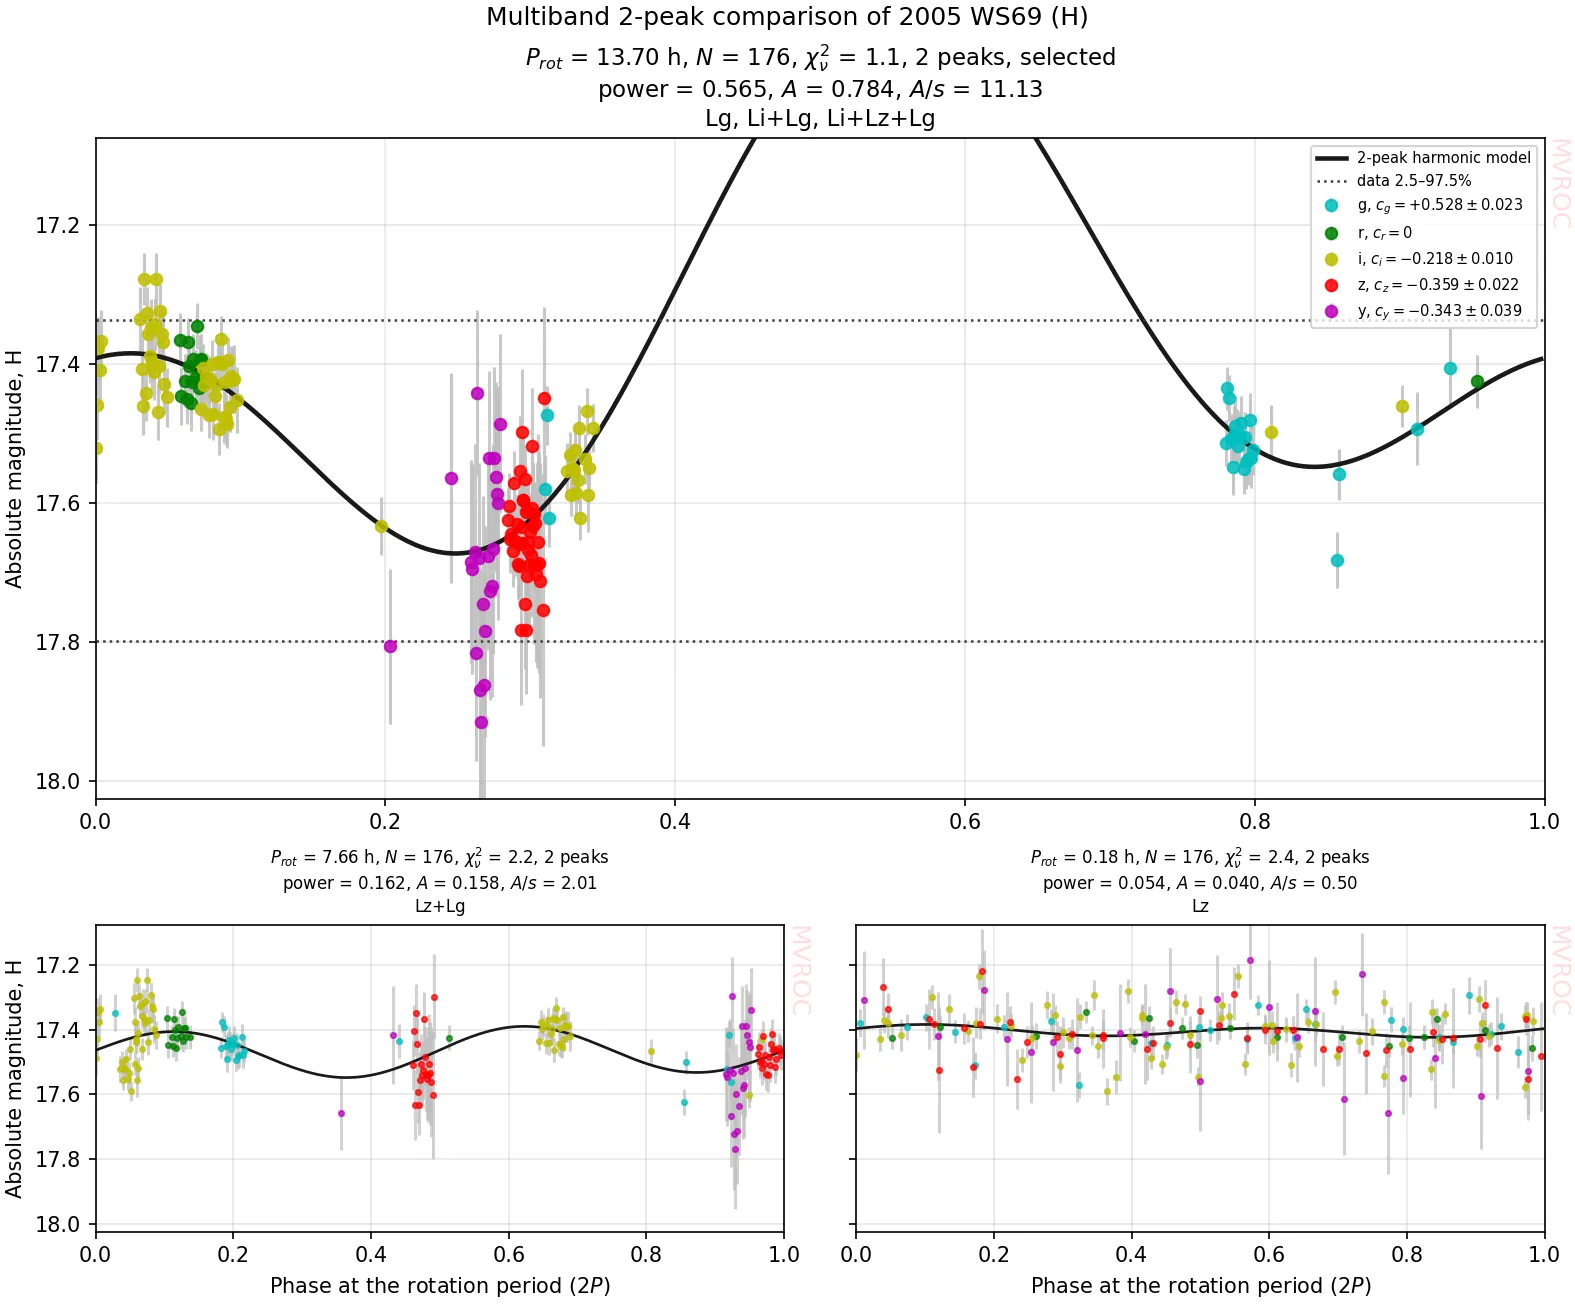 Multiband 2-peak comparison of 2005 WS69 (H)
P_rot = 13.70 h, N = 176, χ²_ν = 1.1, 2 peaks, selected
power = 0.565, A = 0.784, A/s = 11.13
Lg, Li+Lg, Li+Lz+Lg
2-peak harmonic model
data 2.5–97.5%
g, c_g = +0.528 ± 0.023
r, c_r = 0
i, c_i = −0.218 ± 0.010
z, c_z = −0.359 ± 0.022
y, c_y = −0.343 ± 0.039
MVROC
Absolute magnitude, H
17.2
17.4
17.6
17.8
18.0
0.0 0.2 0.4 0.6 0.8 1.0
P_rot = 7.66 h, N = 176, χ²_ν = 2.2, 2 peaks
power = 0.162, A = 0.158, A/s = 2.01
Lz+Lg
MVROC
Absolute magnitude, H
17.2
17.4
17.6
17.8
18.0
0.0 0.2 0.4 0.6 0.8 1.0
Phase at the rotation period (2P)
P_rot = 0.18 h, N = 176, χ²_ν = 2.4, 2 peaks
power = 0.054, A = 0.040, A/s = 0.50
Lz
MVROC
0.0 0.2 0.4 0.6 0.8 1.0
Phase at the rotation period (2P)